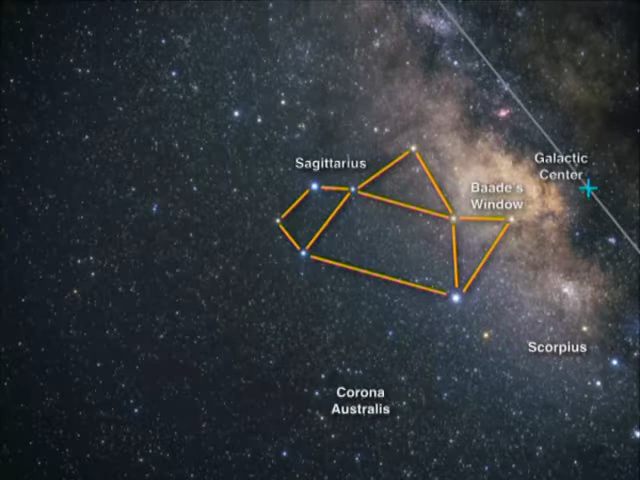 Sagittarius
Galactic
Center
Baade's
Window
Scorpius
Corona
Australis